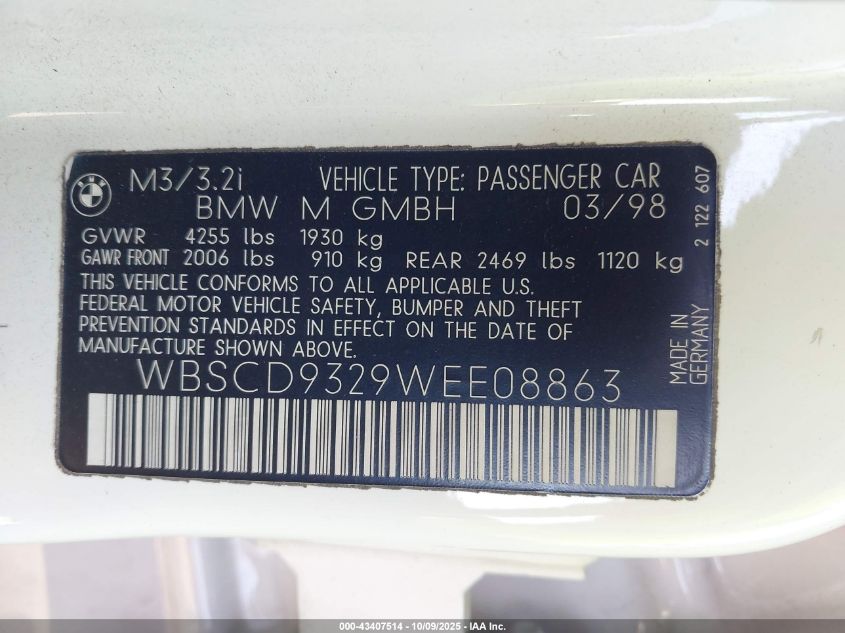 BMW
M3/3.2i VEHICLE TYPE: PASSENGER CAR
BMW M GMBH 03/98
GVWR 4255 lbs 1930 kg
GAWR FRONT 2006 lbs 910 kg REAR 2469 lbs 1120 kg
THIS VEHICLE CONFORMS TO ALL APPLICABLE U.S.
FEDERAL MOTOR VEHICLE SAFETY, BUMPER AND THEFT
PREVENTION STANDARDS IN EFFECT ON THE DATE OF
MANUFACTURE SHOWN ABOVE.
WBSCD9329WEE08863
2 122 607
MADE IN
GERMANY
000-43407514 - 10/09/2025 - IAA Inc.